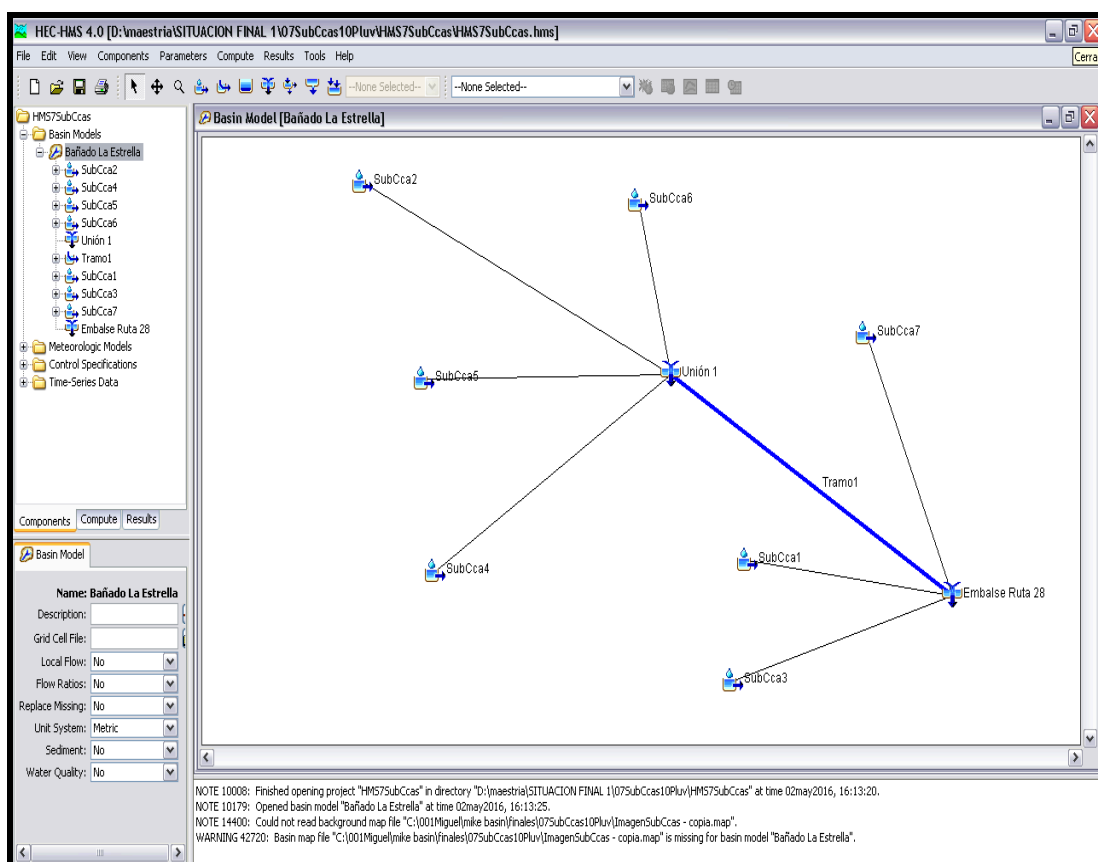 HEC-HMS 4.0 [D:\maestria\SITUACION FINAL 1\07SubCcas10Pluv\HMS7SubCcas\HMS7SubCcas.hms]
File Edit View Components Parameters Compute Results Tools Help
Cerra
--None Selected-- --None Selected--
HMS7SubCcas
Basin Models
Bañado La Estrella
SubCca2
SubCca4
SubCca5
SubCca6
Unión 1
Tramo1
SubCca1
SubCca3
SubCca7
Embalse Ruta 28
Meteorologic Models
Control Specifications
Time-Series Data
Components Compute Results
Basin Model
Name: Bañado La Estrella
Description:
Grid Cell File:
Local Flow: No
Flow Ratios: No
Replace Missing: No
Unit System: Metric
Sediment: No
Water Quality: No
Basin Model [Bañado La Estrella]
SubCca2
SubCca6
SubCca7
SubCca5
Unión 1
Tramo1
SubCca4
SubCca1
Embalse Ruta 28
SubCca3
NOTE 10008: Finished opening project "HMS7SubCcas" in directory "D:\maestria\SITUACION FINAL 1\07SubCcas10Pluv\HMS7SubCcas" at time 02may2016, 16:13:20.
NOTE 10179: Opened basin model "Bañado La Estrella" at time 02may2016, 16:13:25.
NOTE 14400: Could not read background map file "C:\001Miguel\mike basin\finales\07SubCcas10Pluv\ImagenSubCcas - copia.map".
WARNING 42720: Basin map file "C:\001Miguel\mike basin\finales\07SubCcas10Pluv\ImagenSubCcas - copia.map" is missing for basin model "Bañado La Estrella".